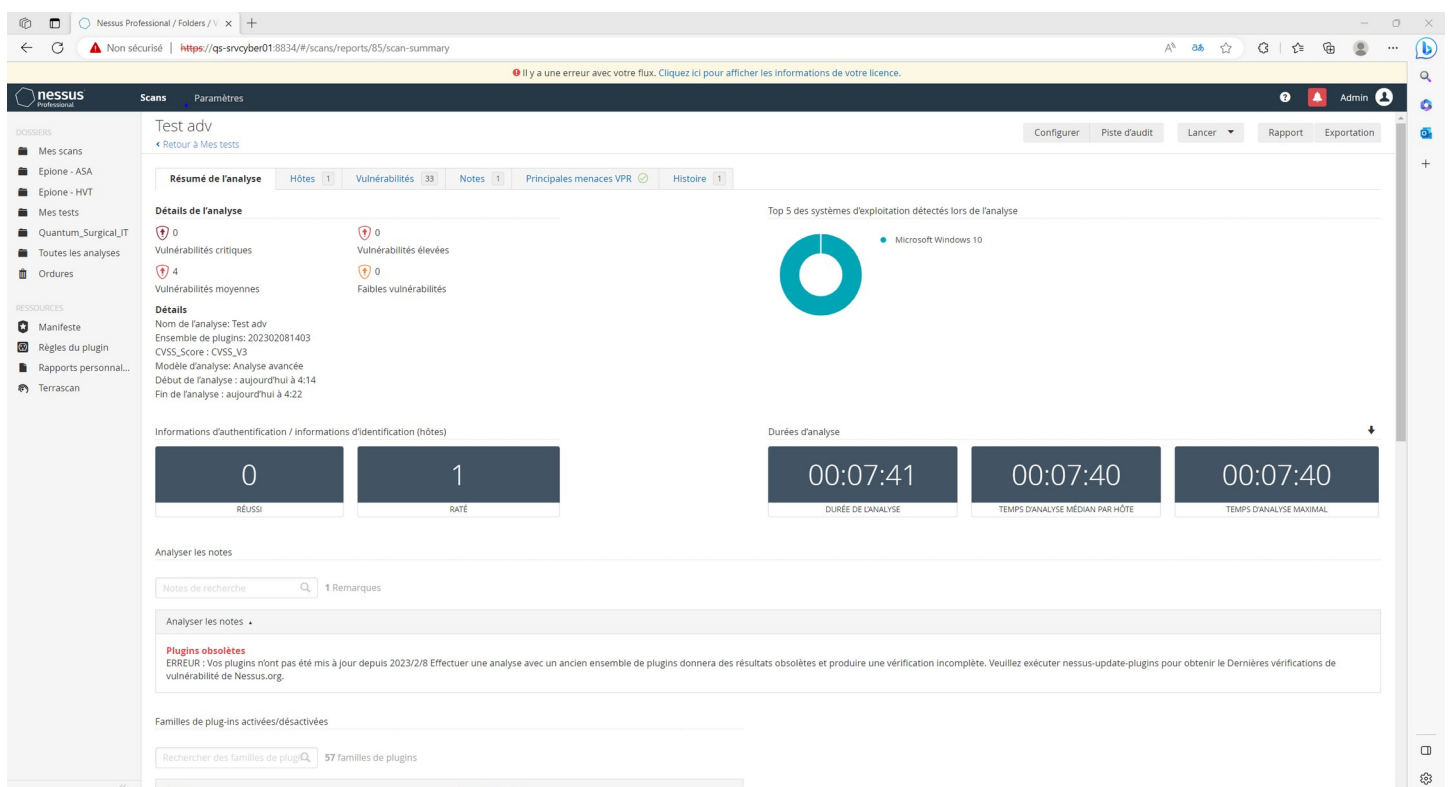 Nessus Professional / Folders / V
Non sécurisé | https://qs-srvcyber01:8834/#/scans/reports/85/scan-summary
Il y a une erreur avec votre flux. Cliquez ici pour afficher les informations de votre licence.
nessus Professional
Scans Paramètres
Admin
DOSSIERS
Mes scans
Epione - ASA
Epione - HVT
Mes tests
Quantum_Surgical_IT
Toutes les analyses
Ordures
RESSOURCES
Manifeste
Règles du plugin
Rapports personnal...
Terrascan
Test adv
Retour à Mes tests
Configurer Piste d'audit Lancer Rapport Exportation
Résumé de l'analyse Hôtes 1 Vulnérabilités 33 Notes 1 Principales menaces VPR Histoire 1
Détails de l'analyse
0
Vulnérabilités critiques
0
Vulnérabilités élevées
4
Vulnérabilités moyennes
0
Faibles vulnérabilités
Détails
Nom de l'analyse: Test adv
Ensemble de plugins: 202302081403
CVSS_Score : CVSS_V3
Modèle d'analyse: Analyse avancée
Début de l'analyse : aujourd'hui à 4:14
Fin de l'analyse : aujourd'hui à 4:22
Top 5 des systèmes d'exploitation détectés lors de l'analyse
Microsoft Windows 10
Informations d'authentification / informations d'identification (hôtes)
0
RÉUSSI
1
RATÉ
Durées d'analyse
00:07:41
DURÉE DE L'ANALYSE
00:07:40
TEMPS D'ANALYSE MÉDIAN PAR HÔTE
00:07:40
TEMPS D'ANALYSE MAXIMAL
Analyser les notes
Notes de recherche
1 Remarques
Analyser les notes
Plugins obsolètes
ERREUR : Vos plugins n'ont pas été mis à jour depuis 2023/2/8 Effectuer une analyse avec un ancien ensemble de plugins donnera des résultats obsolètes et produire une vérification incomplète. Veuillez exécuter nessus-update-plugins pour obtenir le Dernières vérifications de
vulnérabilité de Nessus.org.
Familles de plug-ins activées/désactivées
Rechercher des familles de plugi
57 familles de plugins